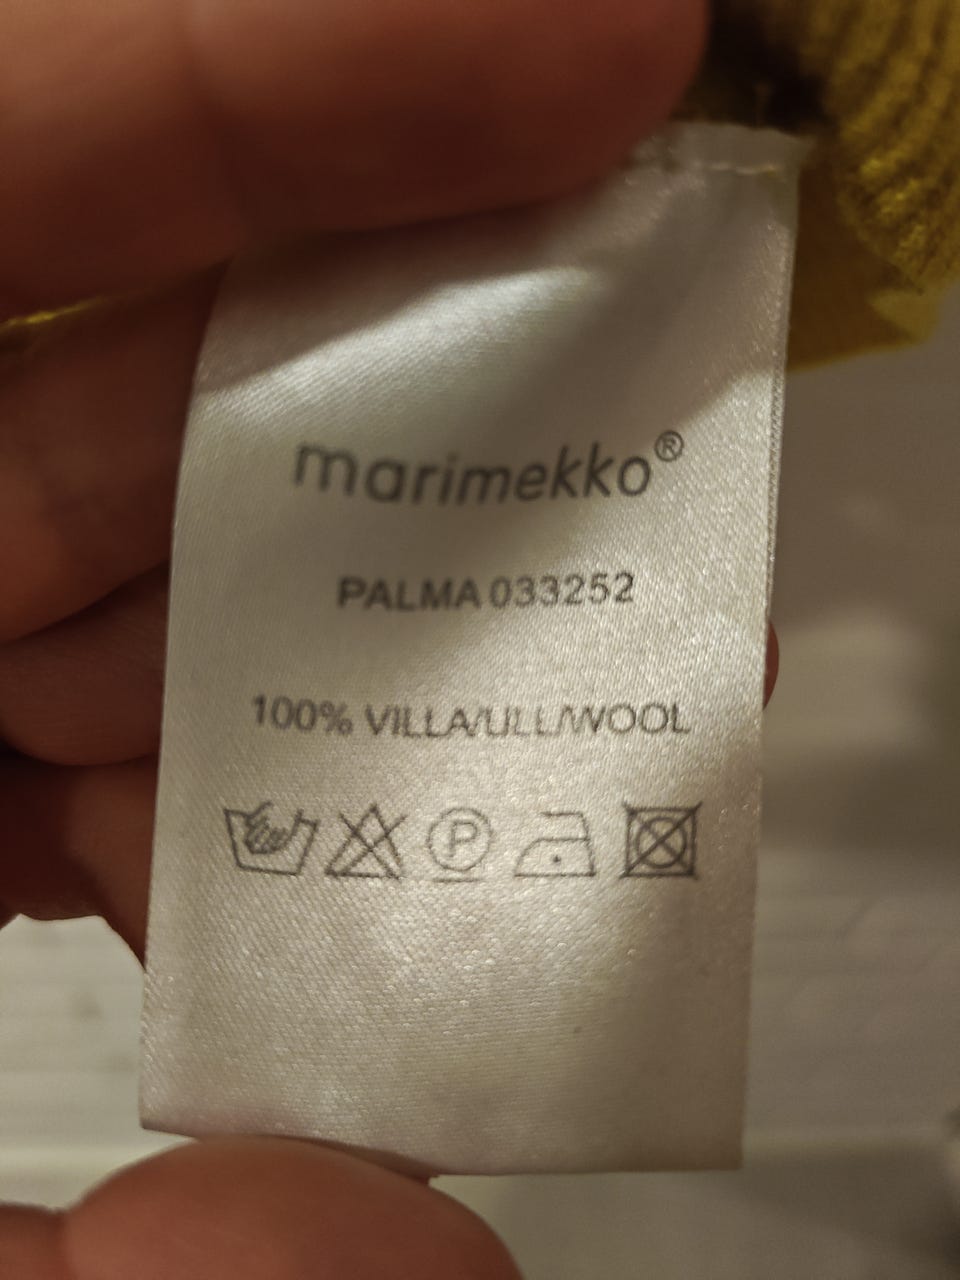 marimekko®
PALMA 033252
100% VILLA/ULL/WOOL
P